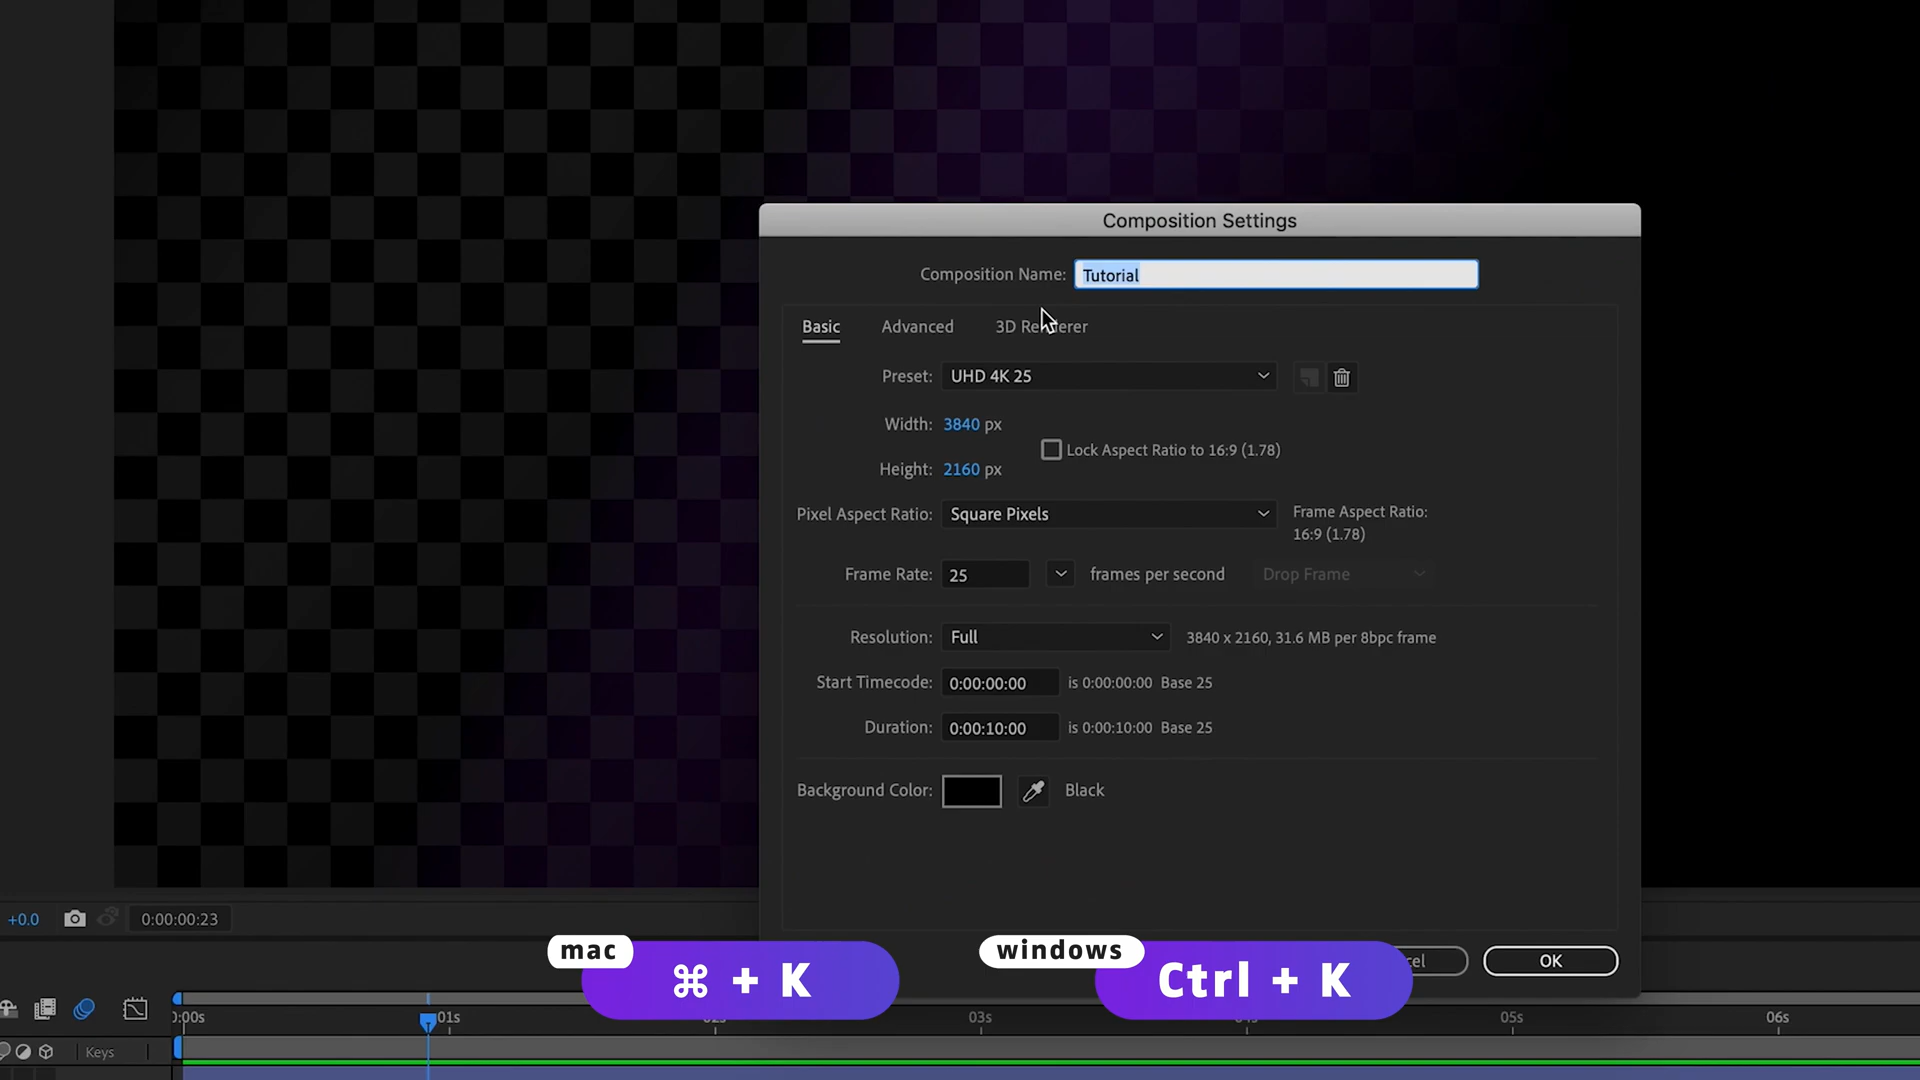 Composition Settings
Composition Name: Tutorial
Basic Advanced 3D Renderer
Preset: UHD 4K 25
Width: 3840 px
Lock Aspect Ratio to 16:9 (1.78)
Height: 2160 px
Pixel Aspect Ratio: Square Pixels
Frame Aspect Ratio:
16:9 (1.78)
Frame Rate: 25 frames per second Drop Frame
Resolution: Full 3840 x 2160, 31.6 MB per 8bpc frame
Start Timecode: 0:00:00:00 is 0:00:00:00 Base 25
Duration: 0:00:10:00 is 0:00:10:00 Base 25
Background Color: Black
+0.0 0:00:00:23
mac
⌘ + K
windows
Ctrl + K
cel OK
0:00s 01s 03s 05s 06s
Keys